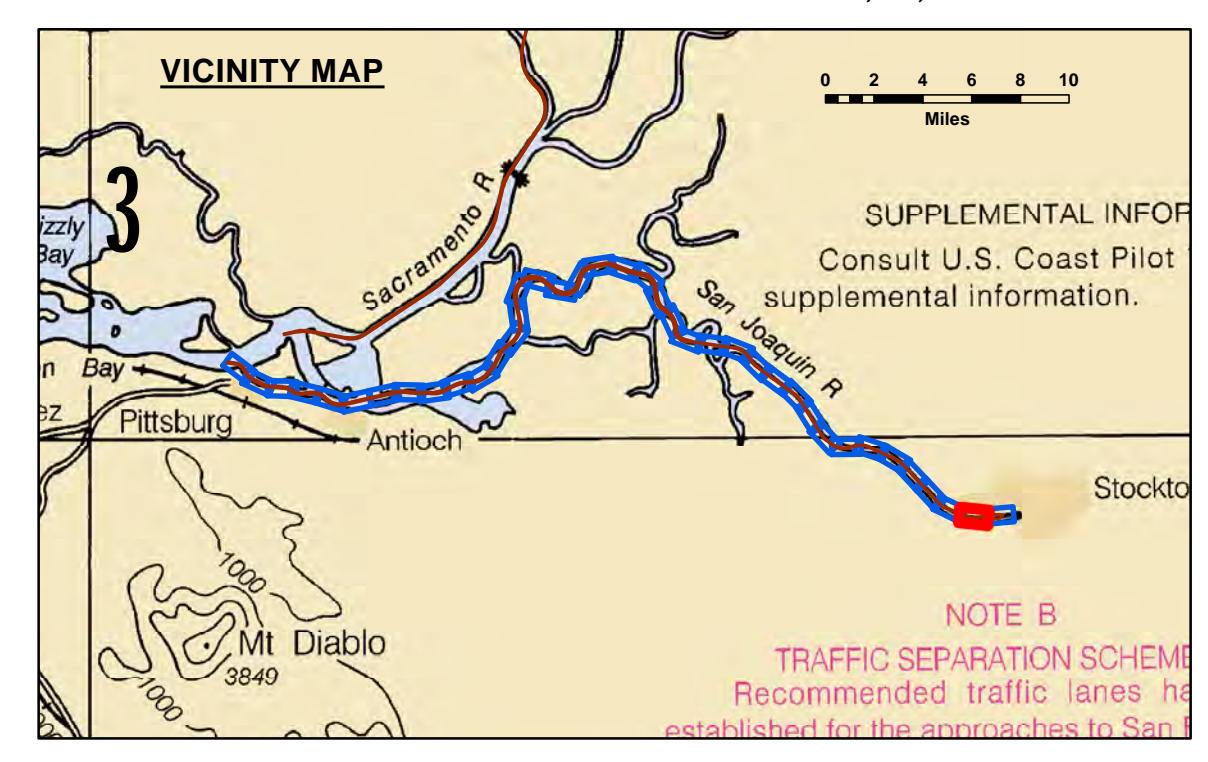 VICINITY MAP
0 2 4 6 8 10
Miles
3
Sacramento R
izzly
Bay
SUPPLEMENTAL INFOR
Consult U.S. Coast Pilot
supplemental information.
San Joaquin R
n Bay
ez
Pittsburg
Antioch
Stockto
1000
Mt Diablo
3849
1000
NOTE B
TRAFFIC SEPARATION SCHEME
Recommended traffic lanes ha
established for the approaches to San F